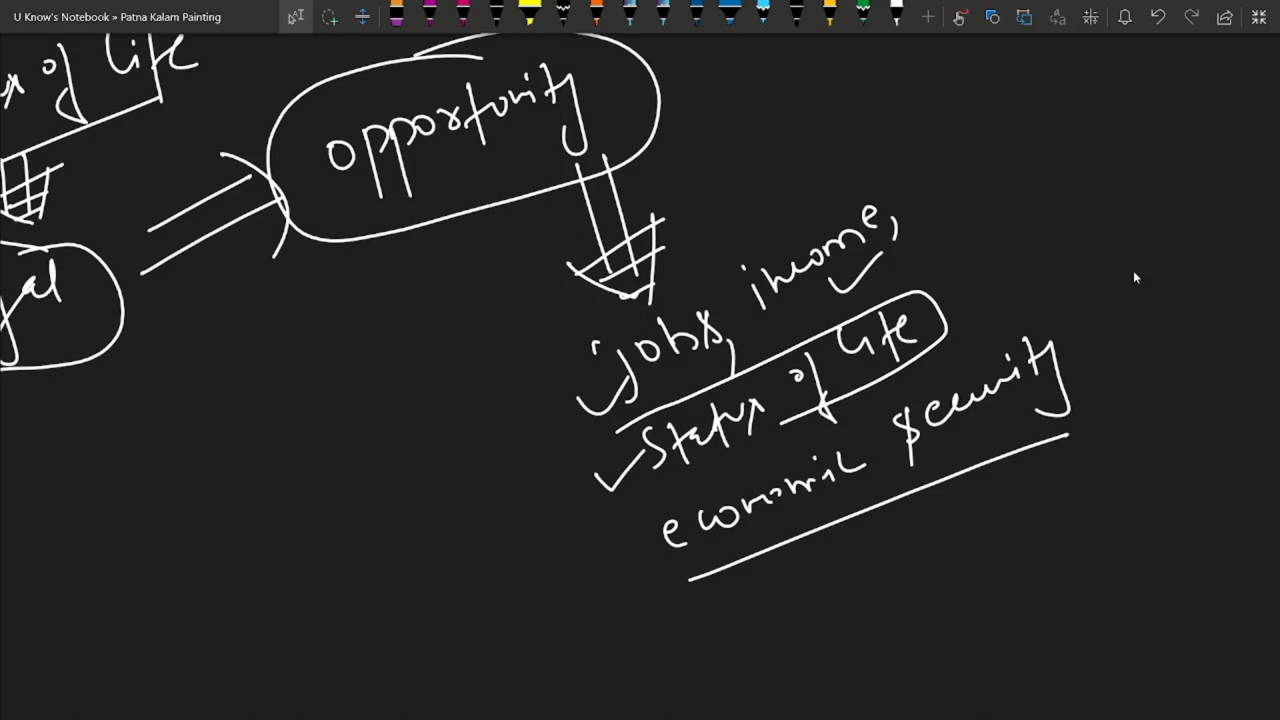 U Know's Notebook » Patna Kalam Painting
of life
opportunity
jobs, income,
status of life
economic security